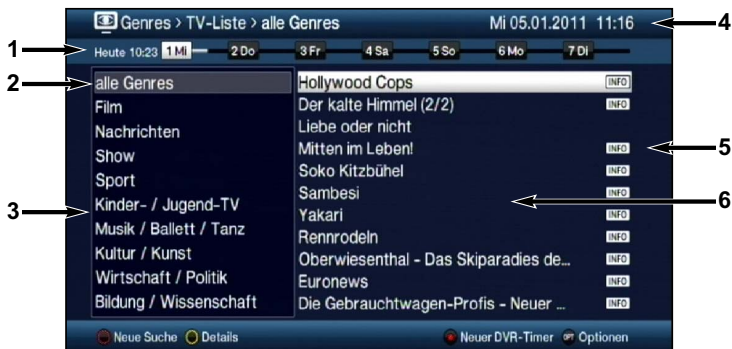 Genres > TV-Liste > alle Genres Mi 05.01.2011 11:16 4
1 Heute 10:23 1 Mi 2 Do 3 Fr 4 Sa 5 So 6 Mo 7 Di
2 alle Genres Hollywood Cops INFO
Film Der kalte Himmel (2/2) INFO
Nachrichten Liebe oder nicht
Show Mitten im Leben! INFO 5
Sport Soko Kitzbühel INFO
Sambesi INFO 6
3 Kinder- / Jugend-TV Yakari INFO
Musik / Ballett / Tanz Rennrodeln INFO
Kultur / Kunst Oberwiesenthal - Das Skiparadies de... INFO
Wirtschaft / Politik Euronews INFO
Bildung / Wissenschaft Die Gebrauchtwagen-Profis - Neuer ... INFO
Neue Suche Details Neuer DVR-Timer OPT Optionen